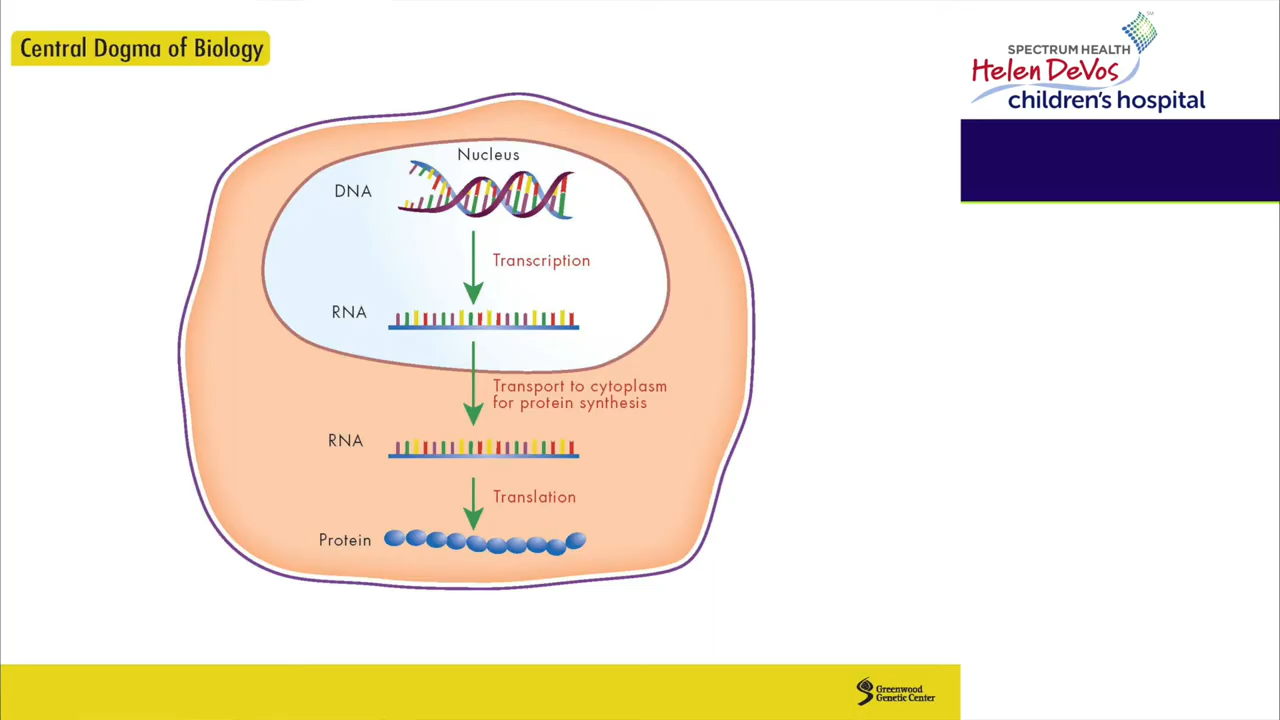 Central Dogma of Biology
SPECTRUM HEALTH
Helen DeVos
children's hospital
Nucleus
DNA
Transcription
RNA
Transport to cytoplasm
for protein synthesis
RNA
Translation
Protein
Greenwood
Genetic Center